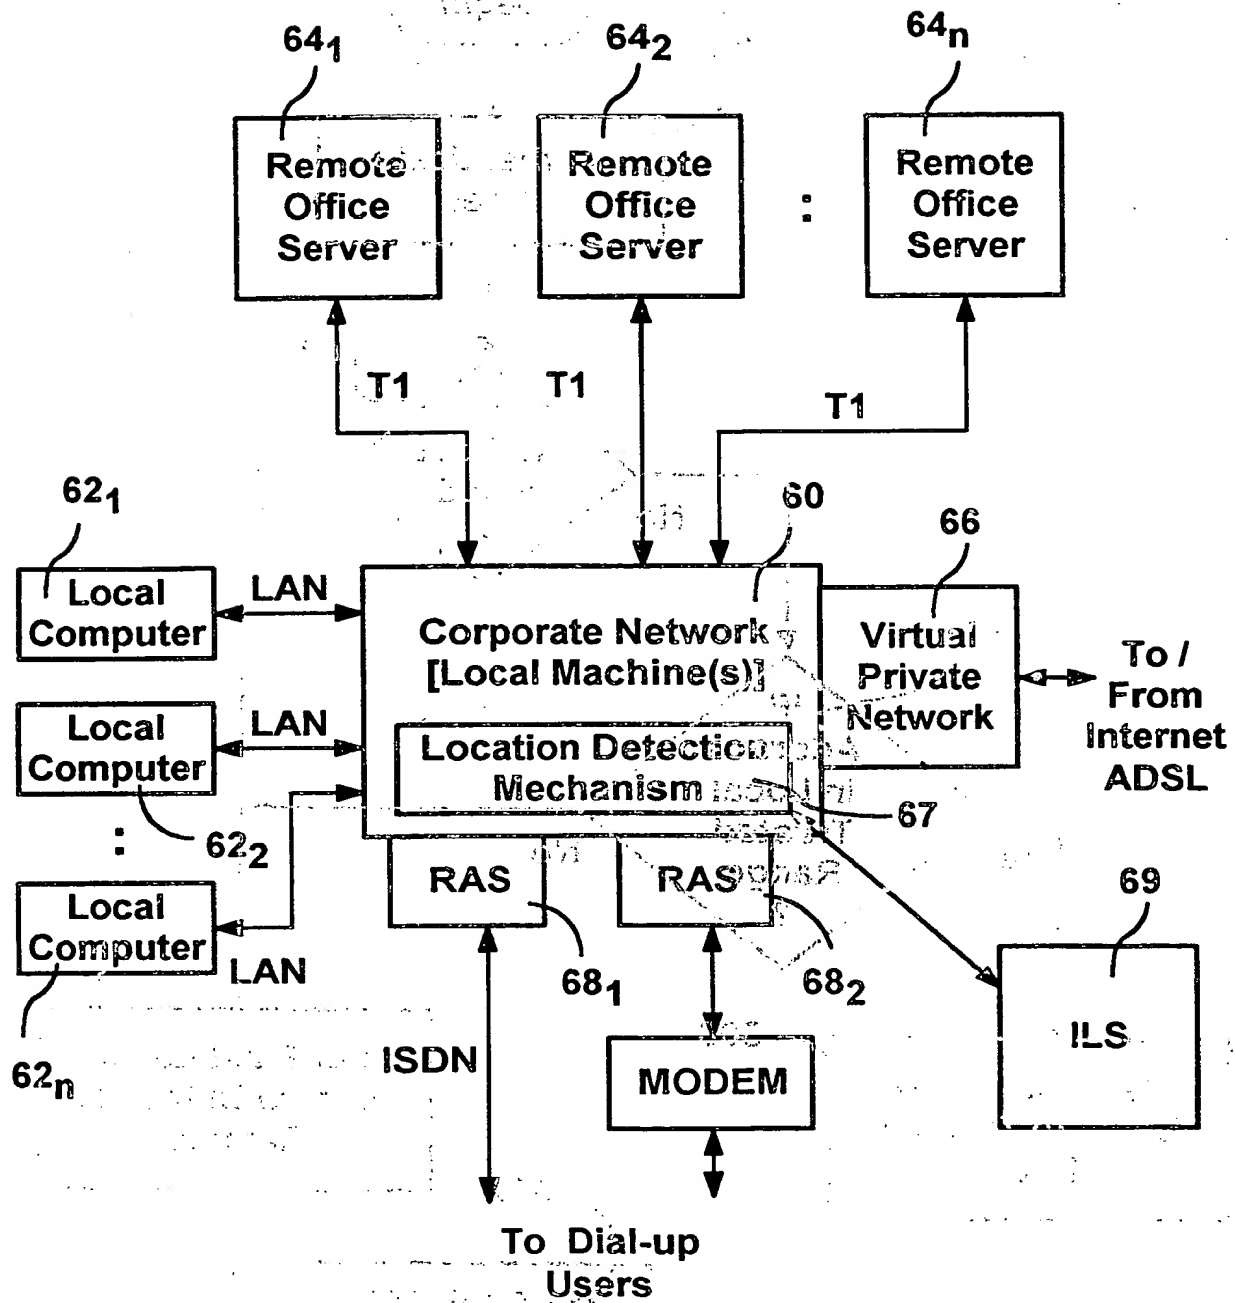 64₁ 64₂ 64ₙ
Remote Remote Remote
Office Office : Office
Server Server Server
T1 T1 T1
62₁ 60 66
Local LAN
Computer
Corporate Network
[Local Machine(s)]
Virtual
Private
Network
To /
From
Internet
ADSL
Local LAN
Computer
Location Detection
Mechanism
67
: 62₂
RAS RAS
69
Local
Computer
LAN
68₁ 68₂
62ₙ
ISDN
MODEM
ILS
To Dial-up
Users